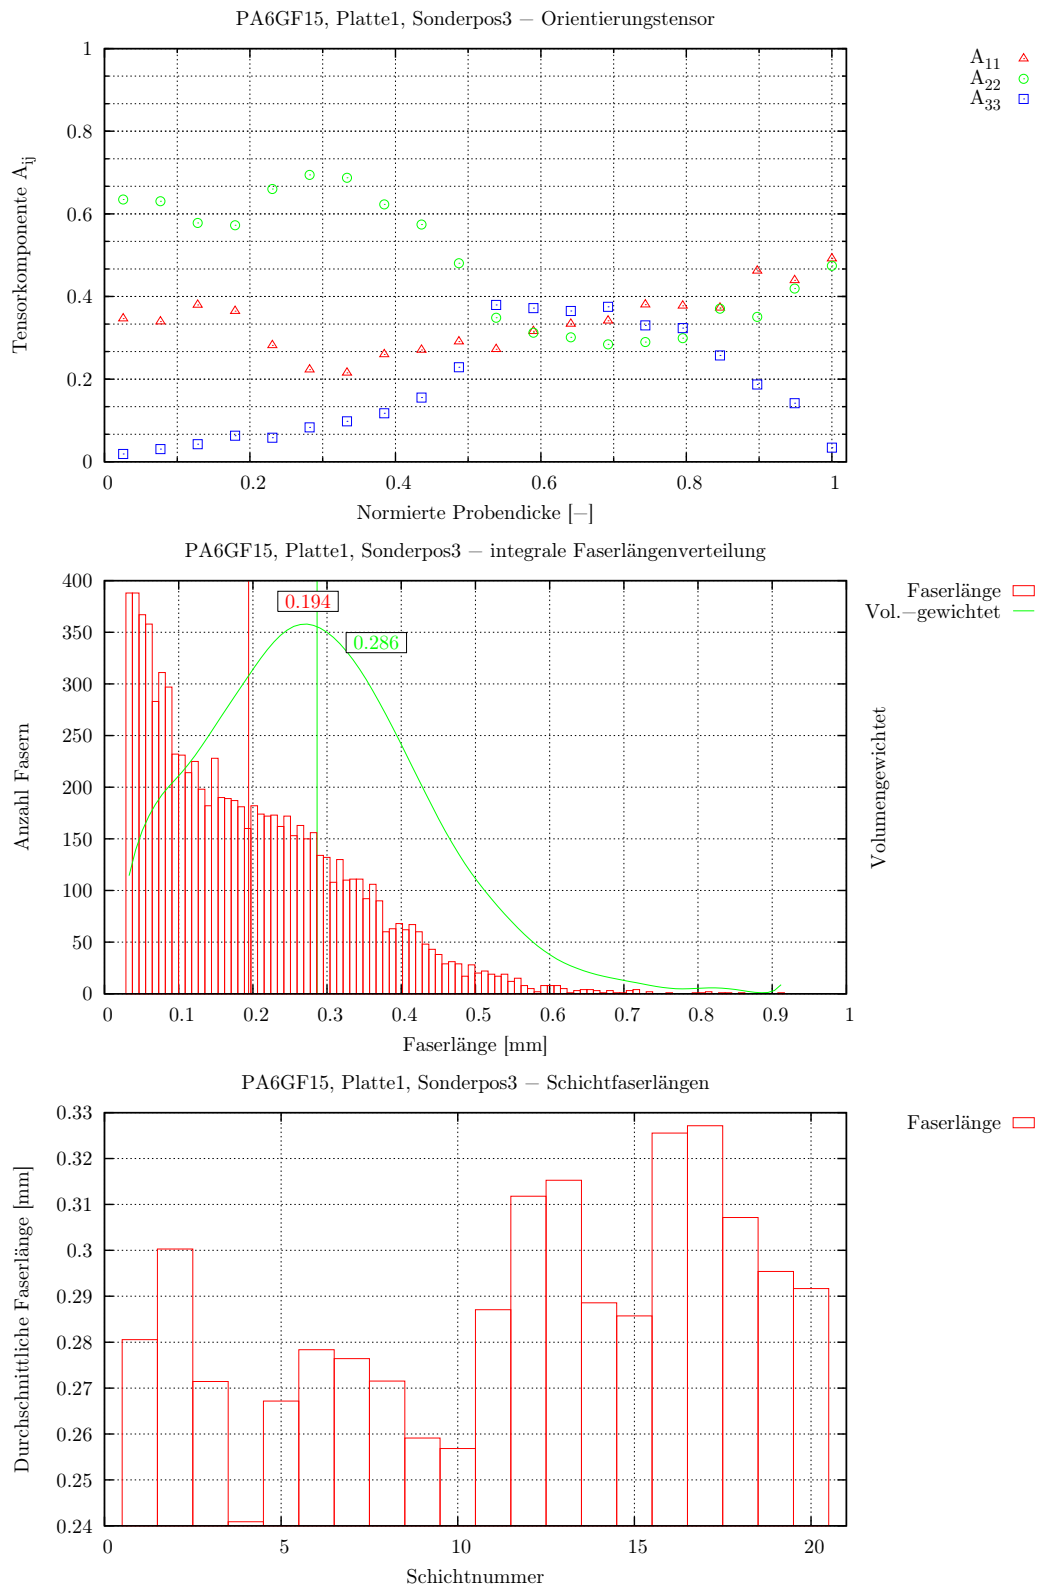 PA6GF15, Platte1, Sonderpos3 − Orientierungstensor
A11
A22
A33
Tensorkomponente Aij
1
0.8
0.6
0.4
0.2
0
0 0.2 0.4 0.6 0.8 1
Normierte Probendicke [−]
PA6GF15, Platte1, Sonderpos3 − integrale Faserlängenverteilung
Faserlänge
Vol.−gewichtet
0.194
0.286
Anzahl Fasern
Volumengewichtet
400
350
300
250
200
150
100
50
0
0 0.1 0.2 0.3 0.4 0.5 0.6 0.7 0.8 0.9 1
Faserlänge [mm]
PA6GF15, Platte1, Sonderpos3 − Schichtfaserlängen
Faserlänge
Durchschnittliche Faserlänge [mm]
0.33
0.32
0.31
0.3
0.29
0.28
0.27
0.26
0.25
0.24
0 5 10 15 20
Schichtnummer